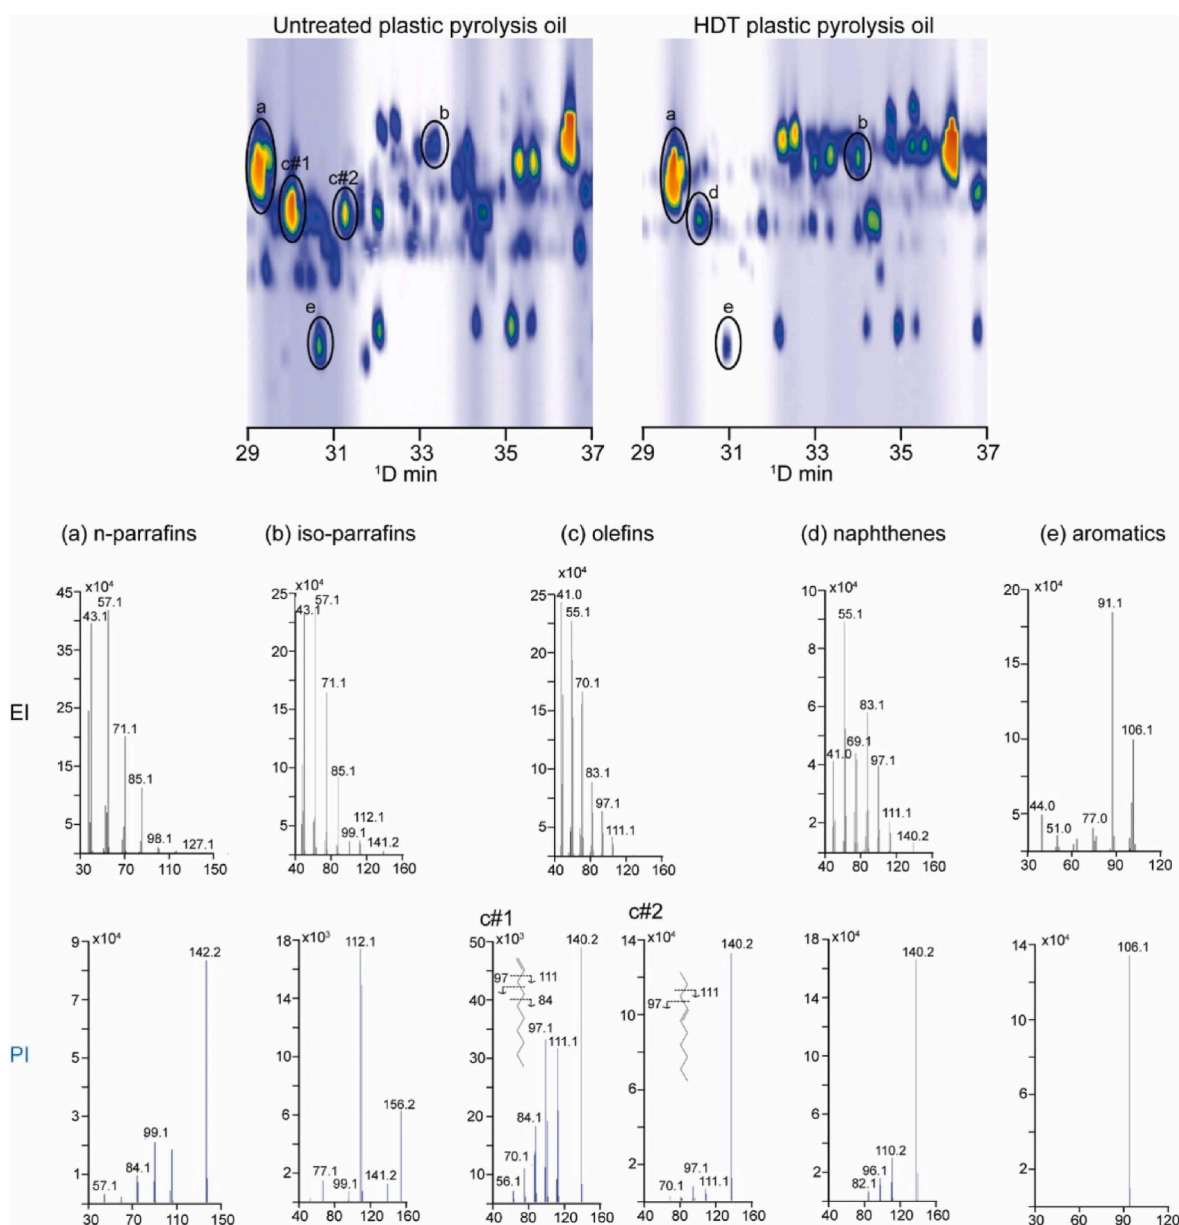 Untreated plastic pyrolysis oil
HDT plastic pyrolysis oil
a
c#1
c#2
b
e
a
d
b
e
29 31 33 35 37
¹D min
29 31 33 35 37
¹D min
(a) n-parrafins
(b) iso-parrafins
(c) olefins
(d) naphthenes
(e) aromatics
EI
x10⁴
45
35
25
15
5
43.1
57.1
71.1
85.1
98.1
127.1
30 70 110 150
x10⁴
25
20
15
10
5
43.1
57.1
71.1
85.1
99.1
112.1
141.2
40 80 120 160
x10⁴
25
20
15
10
5
41.0
55.1
70.1
83.1
97.1
111.1
40 80 120 160
x10⁴
10
8
6
4
2
41.0
55.1
69.1
83.1
97.1
111.1
140.2
40 80 120 160
x10⁴
20
15
10
5
44.0
51.0
77.0
91.1
106.1
30 60 90 120
PI
x10⁴
9
7
5
3
1
57.1
84.1
99.1
142.2
30 70 110 150
x10³
18
14
10
6
2
77.1
99.1
112.1
141.2
156.2
40 80 120 160
c#1
x10³
50
40
30
20
10
97
111
84
56.1
70.1
84.1
97.1
111.1
140.2
40 80 120 160
c#2
x10⁴
14
10
6
2
111
97
70.1
97.1
111.1
140.2
40 80 120 160
x10⁴
18
14
10
6
2
82.1
96.1
110.2
140.2
40 80 120 160
x10⁴
14
10
6
2
106.1
30 60 90 120